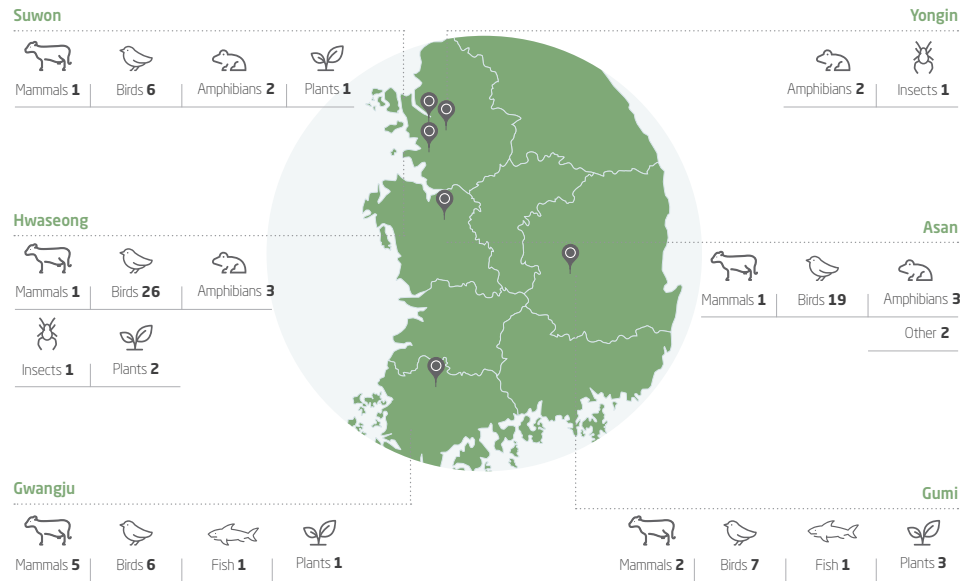 Suwon
Mammals 1
Birds 6
Amphibians 2
Plants 1
Yongin
Amphibians 2
Insects 1
Hwaseong
Mammals 1
Birds 26
Amphibians 3
Insects 1
Plants 2
Asan
Mammals 1
Birds 19
Amphibians 3
Other 2
Gwangju
Mammals 5
Birds 6
Fish 1
Plants 1
Gumi
Mammals 2
Birds 7
Fish 1
Plants 3